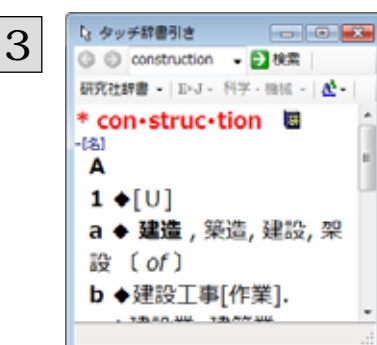 3
タッチ辞書引き
construction 検索
研究社辞書 E▹J 科学・機械 A
* con•struc•tion 研
-[名]
A
1 ◆[U]
a ◆ 建造 , 築造, 建設, 架
設 〔 of 〕
b ◆建設工事[作業].